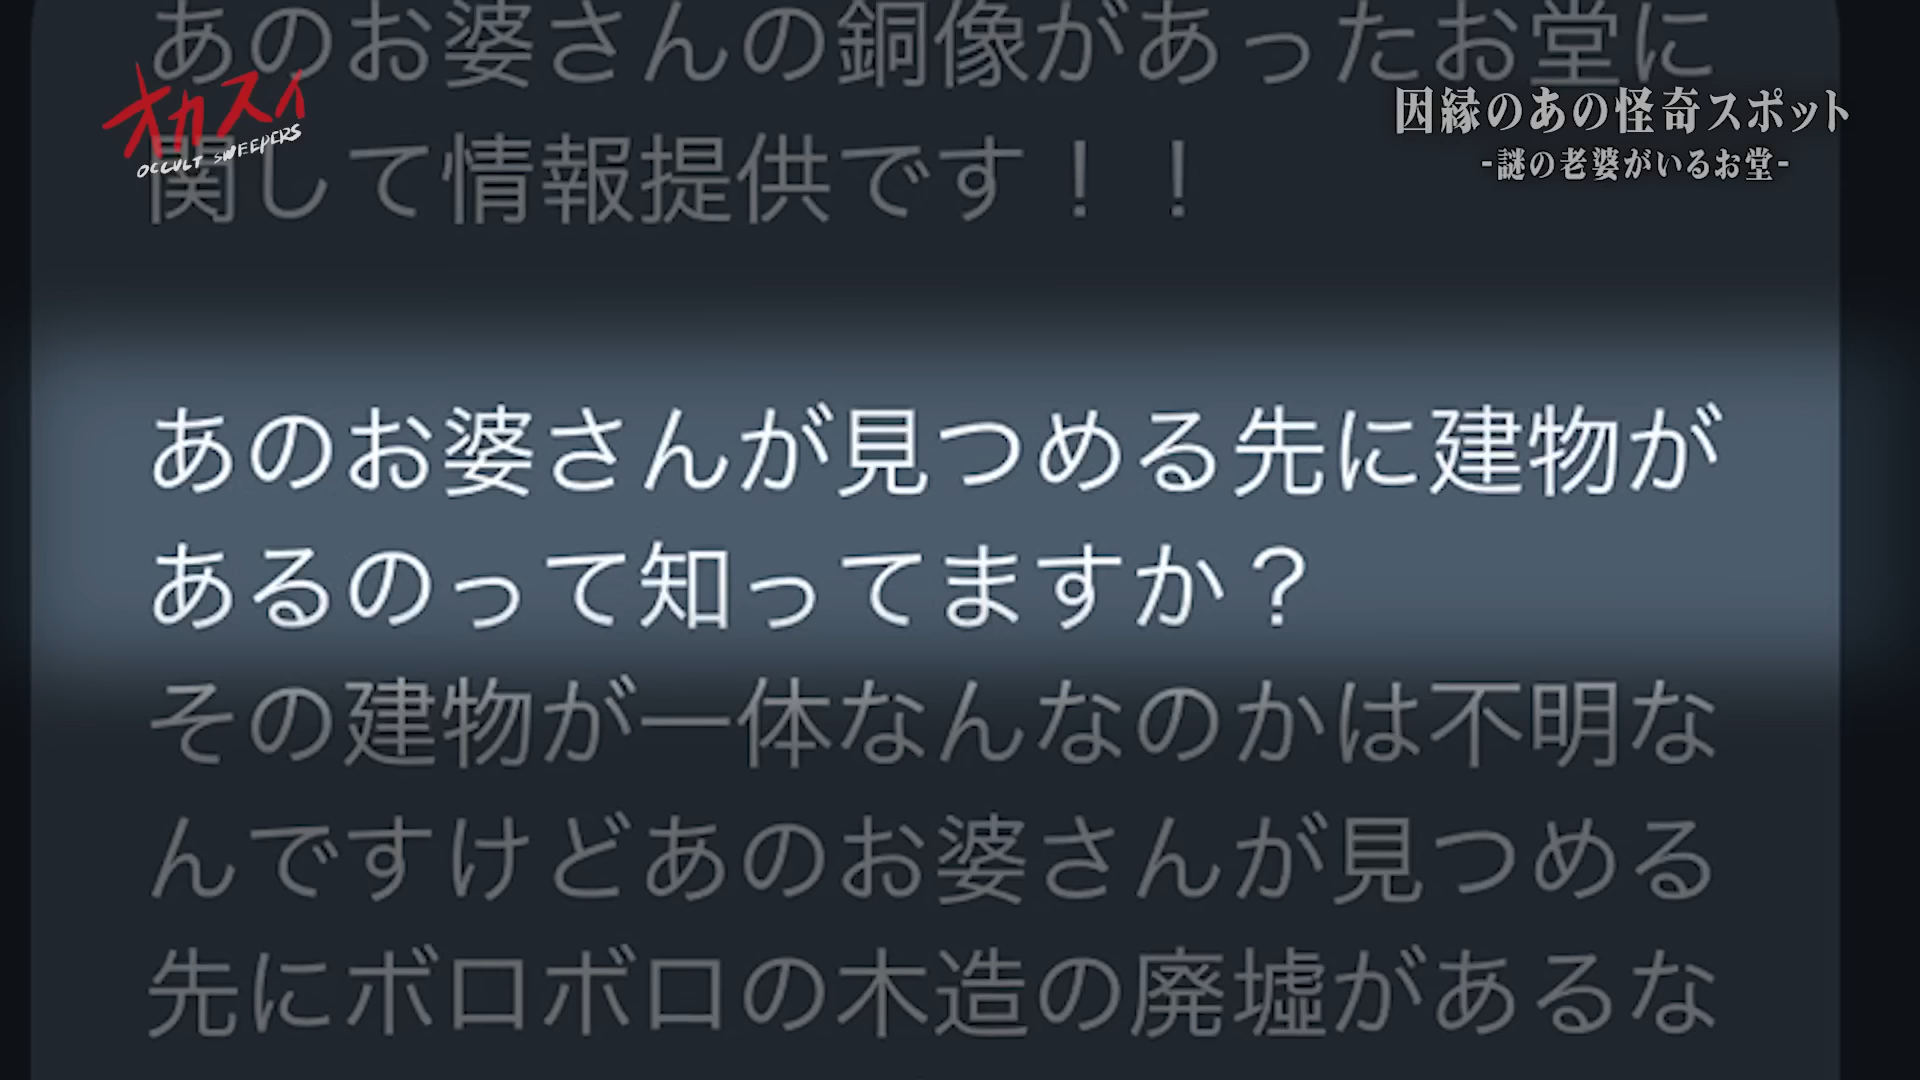 あのお婆さんの銅像があったお堂に
オカスイ
OCCULT SWEEPERS
因縁のあの怪奇スポット
-謎の老婆がいるお堂-
関して情報提供です！！
あのお婆さんが見つめる先に建物が
あるのって知ってますか？
その建物が一体なんなのかは不明な
んですけどあのお婆さんが見つめる
先にボロボロの木造の廃墟があるな